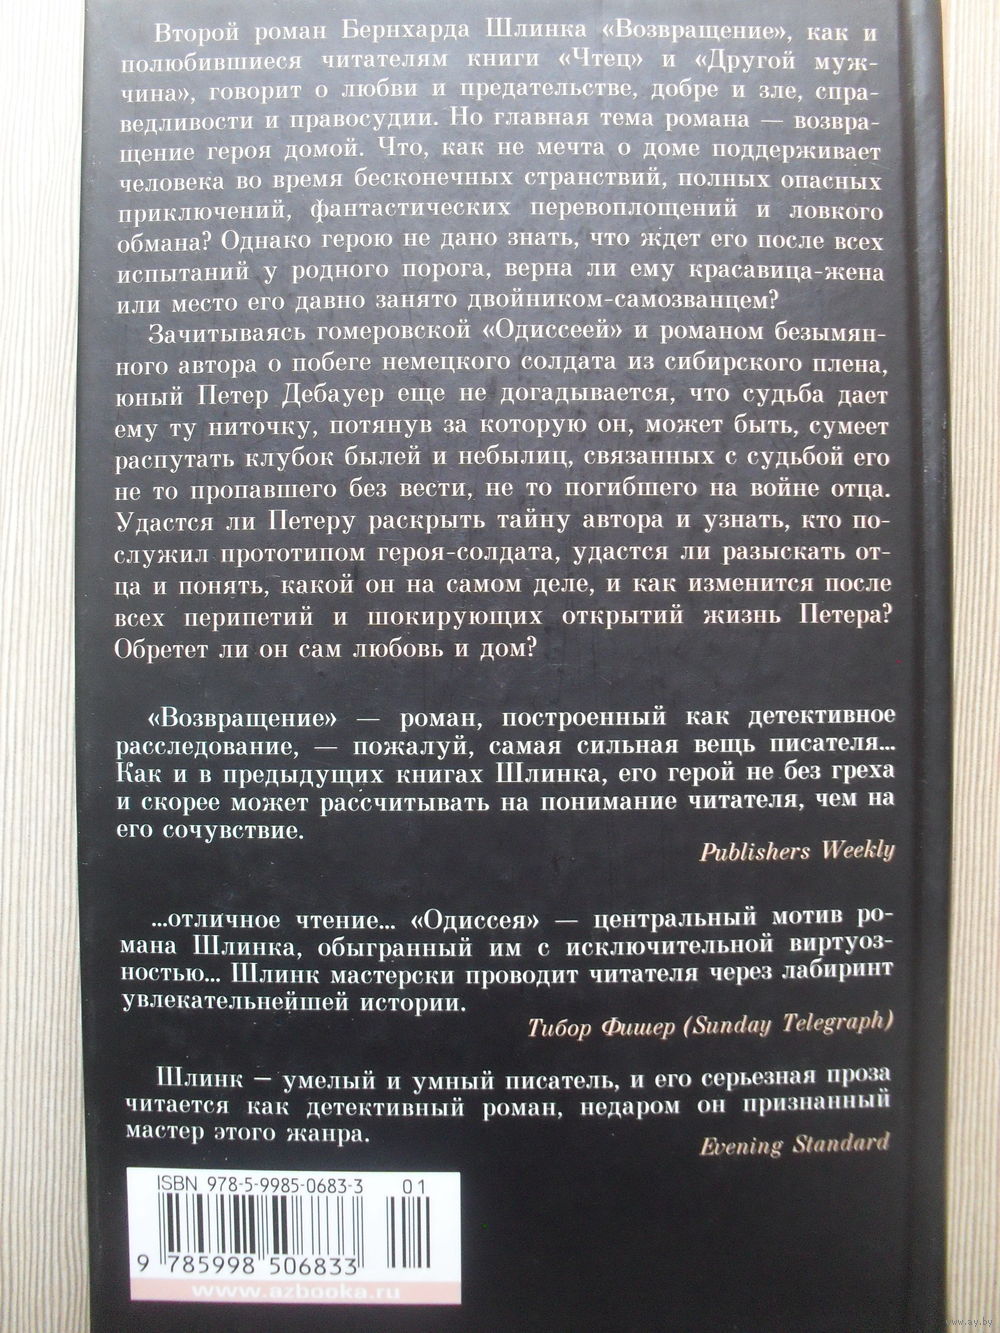 Второй роман Бернхарда Шлинка «Возвращение», как и
полюбившиеся читателям книги «Чтец» и «Другой муж-
чина», говорит о любви и предательстве, добре и зле, спра-
ведливости и правосудии. Но главная тема романа — возвра-
щение героя домой. Что, как не мечта о доме поддерживает
человека во время бесконечных странствий, полных опасных
приключений, фантастических перевоплощений и ловкого
обмана? Однако герою не дано знать, что ждет его после всех
испытаний у родного порога, верна ли ему красавица-жена
или место его давно занято двойником-самозванцем?
Зачитываясь гомеровской «Одиссеей» и романом безымян-
ного автора о побеге немецкого солдата из сибирского плена,
юный Петер Дебауер еще не догадывается, что судьба дает
ему ту ниточку, потянув за которую он, может быть, сумеет
распутать клубок былей и небылиц, связанных с судьбой его
не то пропавшего без вести, не то погибшего на войне отца.
Удастся ли Петеру раскрыть тайну автора и узнать, кто по-
служил прототипом героя-солдата, удастся ли разыскать от-
ца и понять, какой он на самом деле, и как изменится после
всех перипетий и шокирующих открытий жизнь Петера?
Обретет ли он сам любовь и дом?
«Возвращение» — роман, построенный как детективное
расследование, — пожалуй, самая сильная вещь писателя...
Как и в предыдущих книгах Шлинка, его герой не без греха
и скорее может рассчитывать на понимание читателя, чем на
его сочувствие.
Publishers Weekly
...отличное чтение... «Одиссея» — центральный мотив ро-
мана Шлинка, обыгранный им с исключительной виртуоз-
ностью... Шлинк мастерски проводит читателя через лабиринт
увлекательнейшей истории.
Тибор Фишер (Sunday Telegraph)
Шлинк — умелый и умный писатель, и его серьезная проза
читается как детективный роман, недаром он признанный
мастер этого жанра.
Evening Standard
ISBN 978-5-9985-0683-3 01
9 785998 506833
www.azbooka.ru
www.ay.by